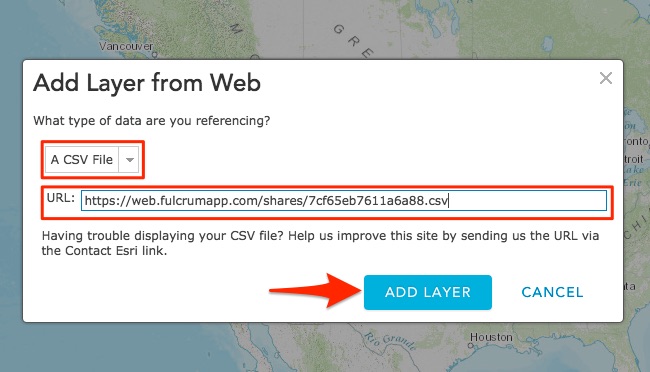 Vancouver
G R E
Add Layer from Web
What type of data are you referencing?
A CSV File
URL: https://web.fulcrumapp.com/shares/7cf65eb7611a6a88.csv
Having trouble displaying your CSV file? Help us improve this site by sending us the URL via
the Contact Esri link.
ADD LAYER
CANCEL
Houston